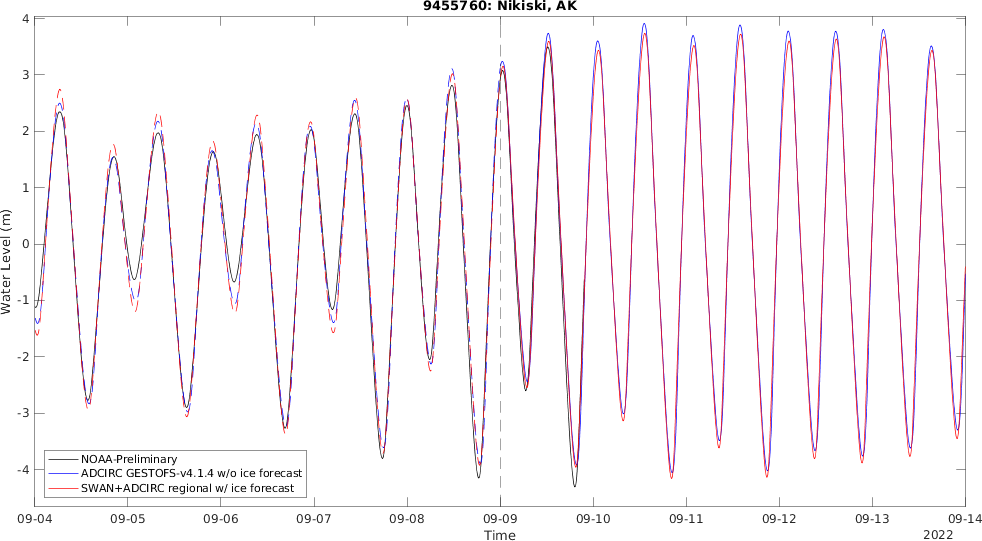 9455760: Nikiski, AK
4
3
2
1
0
-1
-2
-3
-4
Water Level (m)
NOAA-Preliminary
ADCIRC GESTOFS-v4.1.4 w/o ice forecast
SWAN+ADCIRC regional w/ ice forecast
09-04 09-05 09-06 09-07 09-08 09-09 09-10 09-11 09-12 09-13 09-14
Time
2022